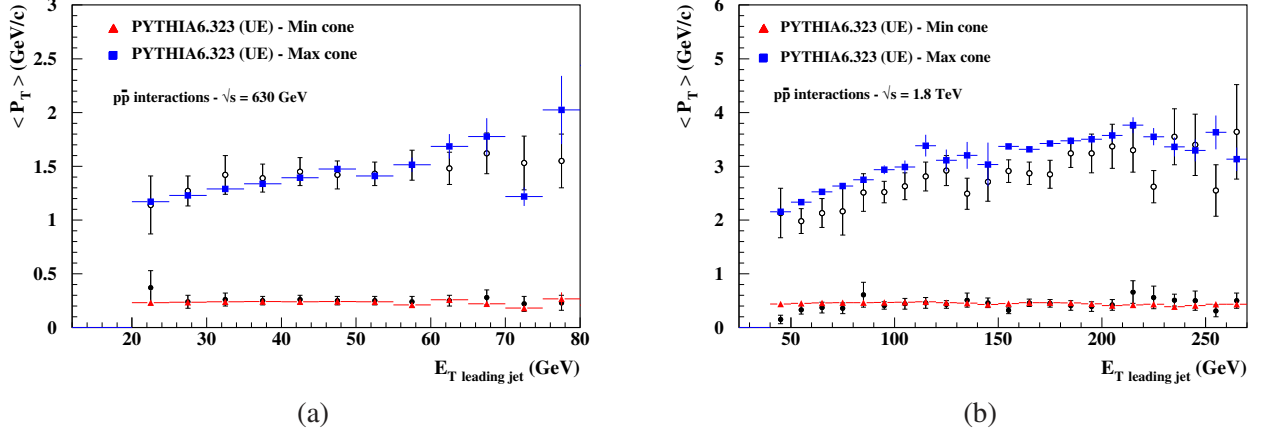 < P_T > (GeV/c)
3
2.5
2
1.5
1
0.5
0
PYTHIA6.323 (UE) - Min cone
PYTHIA6.323 (UE) - Max cone
pp̄ interactions - √s = 630 GeV
20 30 40 50 60 70 80
E_T leading jet (GeV)
(a)
< P_T > (GeV/c)
6
5
4
3
2
1
0
PYTHIA6.323 (UE) - Min cone
PYTHIA6.323 (UE) - Max cone
pp̄ interactions - √s = 1.8 TeV
50 100 150 200 250
E_T leading jet (GeV)
(b)